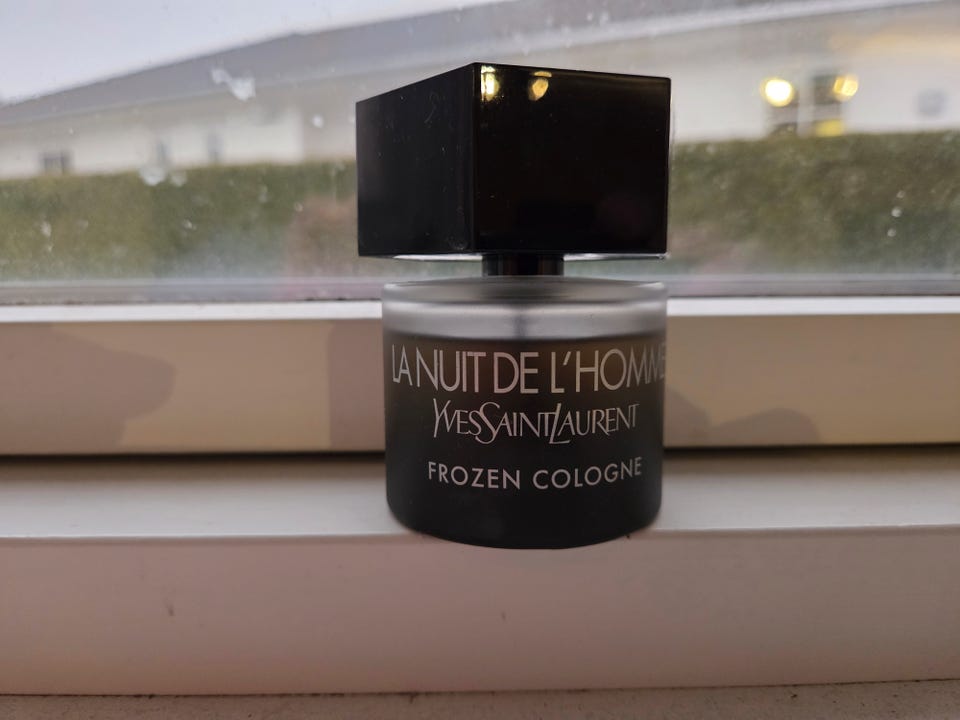 LA NUIT DE L'HOMME
YVESSAINTLAURENT
FROZEN COLOGNE